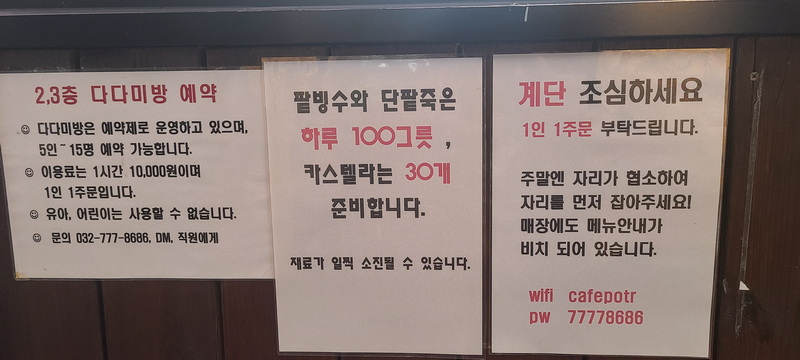 2,3층 다다미방 예약
☺ 다다미방은 예약제로 운영하고 있으며,
5인~15명 예약 가능합니다.
☺ 이용료는 1시간 10,000원이며
1인 1주문입니다.
☺ 유아, 어린이는 사용할 수 없습니다.
☺ 문의 032-777-8686, DM, 직원에게
팥빙수와 단팥죽은
하루 100그릇 ,
카스텔라는 30개
준비합니다.
재료가 일찍 소진될 수 있습니다.
계단 조심하세요
1인 1주문 부탁드립니다.
주말엔 자리가 협소하여
자리를 먼저 잡아주세요!
매장에도 메뉴안내가
비치 되어 있습니다.
wifi cafepotr
pw 77778686